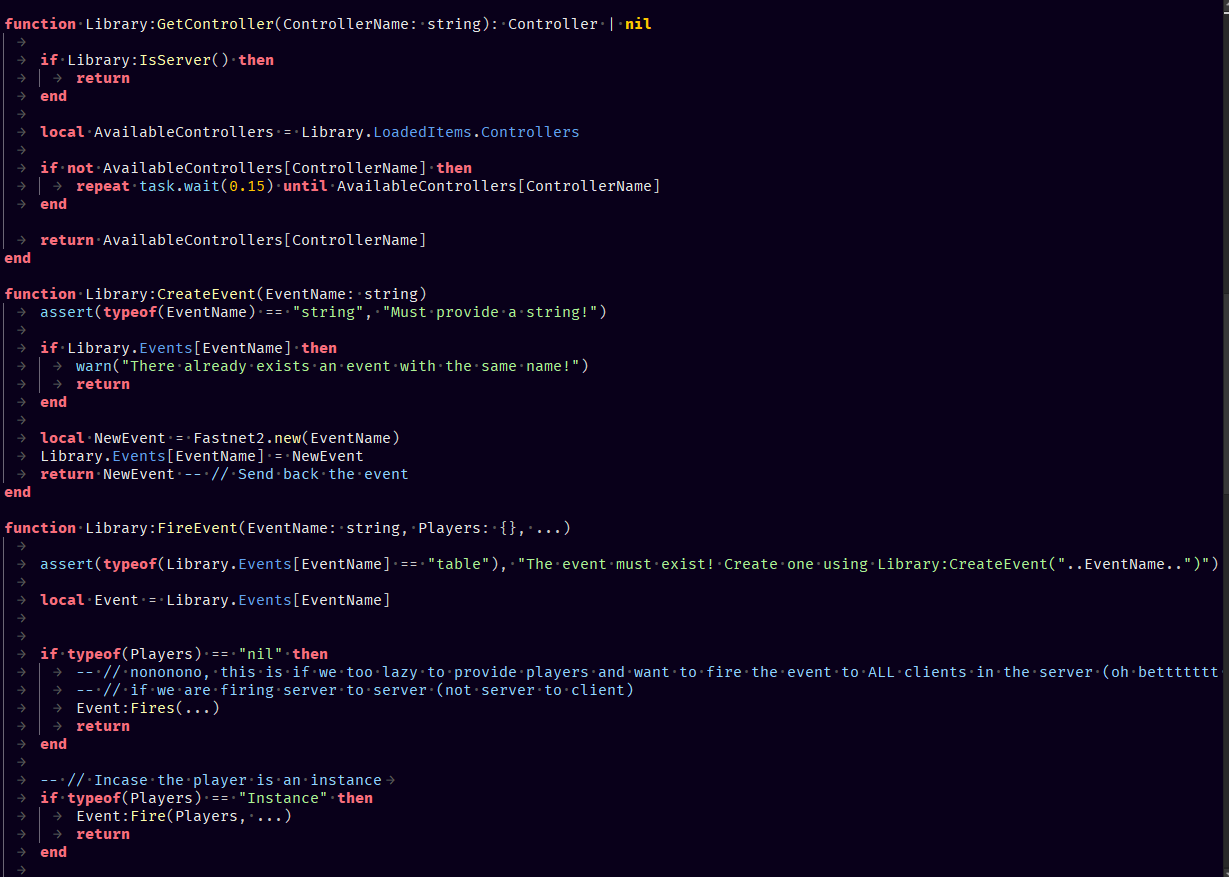 function Library:GetController(ControllerName: string): Controller | nil
if Library:IsServer() then
return
end
local AvailableControllers = Library.LoadedItems.Controllers
if not AvailableControllers[ControllerName] then
repeat task.wait(0.15) until AvailableControllers[ControllerName]
end
return AvailableControllers[ControllerName]
end
function Library:CreateEvent(EventName: string)
assert(typeof(EventName) == "string", "Must provide a string!")
if Library.Events[EventName] then
warn("There already exists an event with the same name!")
return
end
local NewEvent = Fastnet2.new(EventName)
Library.Events[EventName] = NewEvent
return NewEvent -- // Send back the event
end
function Library:FireEvent(EventName: string, Players: {}, ...)
assert(typeof(Library.Events[EventName] == "table"), "The event must exist! Create one using Library:CreateEvent("..EventName..")")
local Event = Library.Events[EventName]
if typeof(Players) == "nil" then
-- // nononono, this is if we too lazy to provide players and want to fire the event to ALL clients in the server (oh bettttttt
-- // if we are firing server to server (not server to client)
Event:Fires(...)
return
end
-- // Incase the player is an instance
if typeof(Players) == "Instance" then
Event:Fire(Players, ...)
return
end